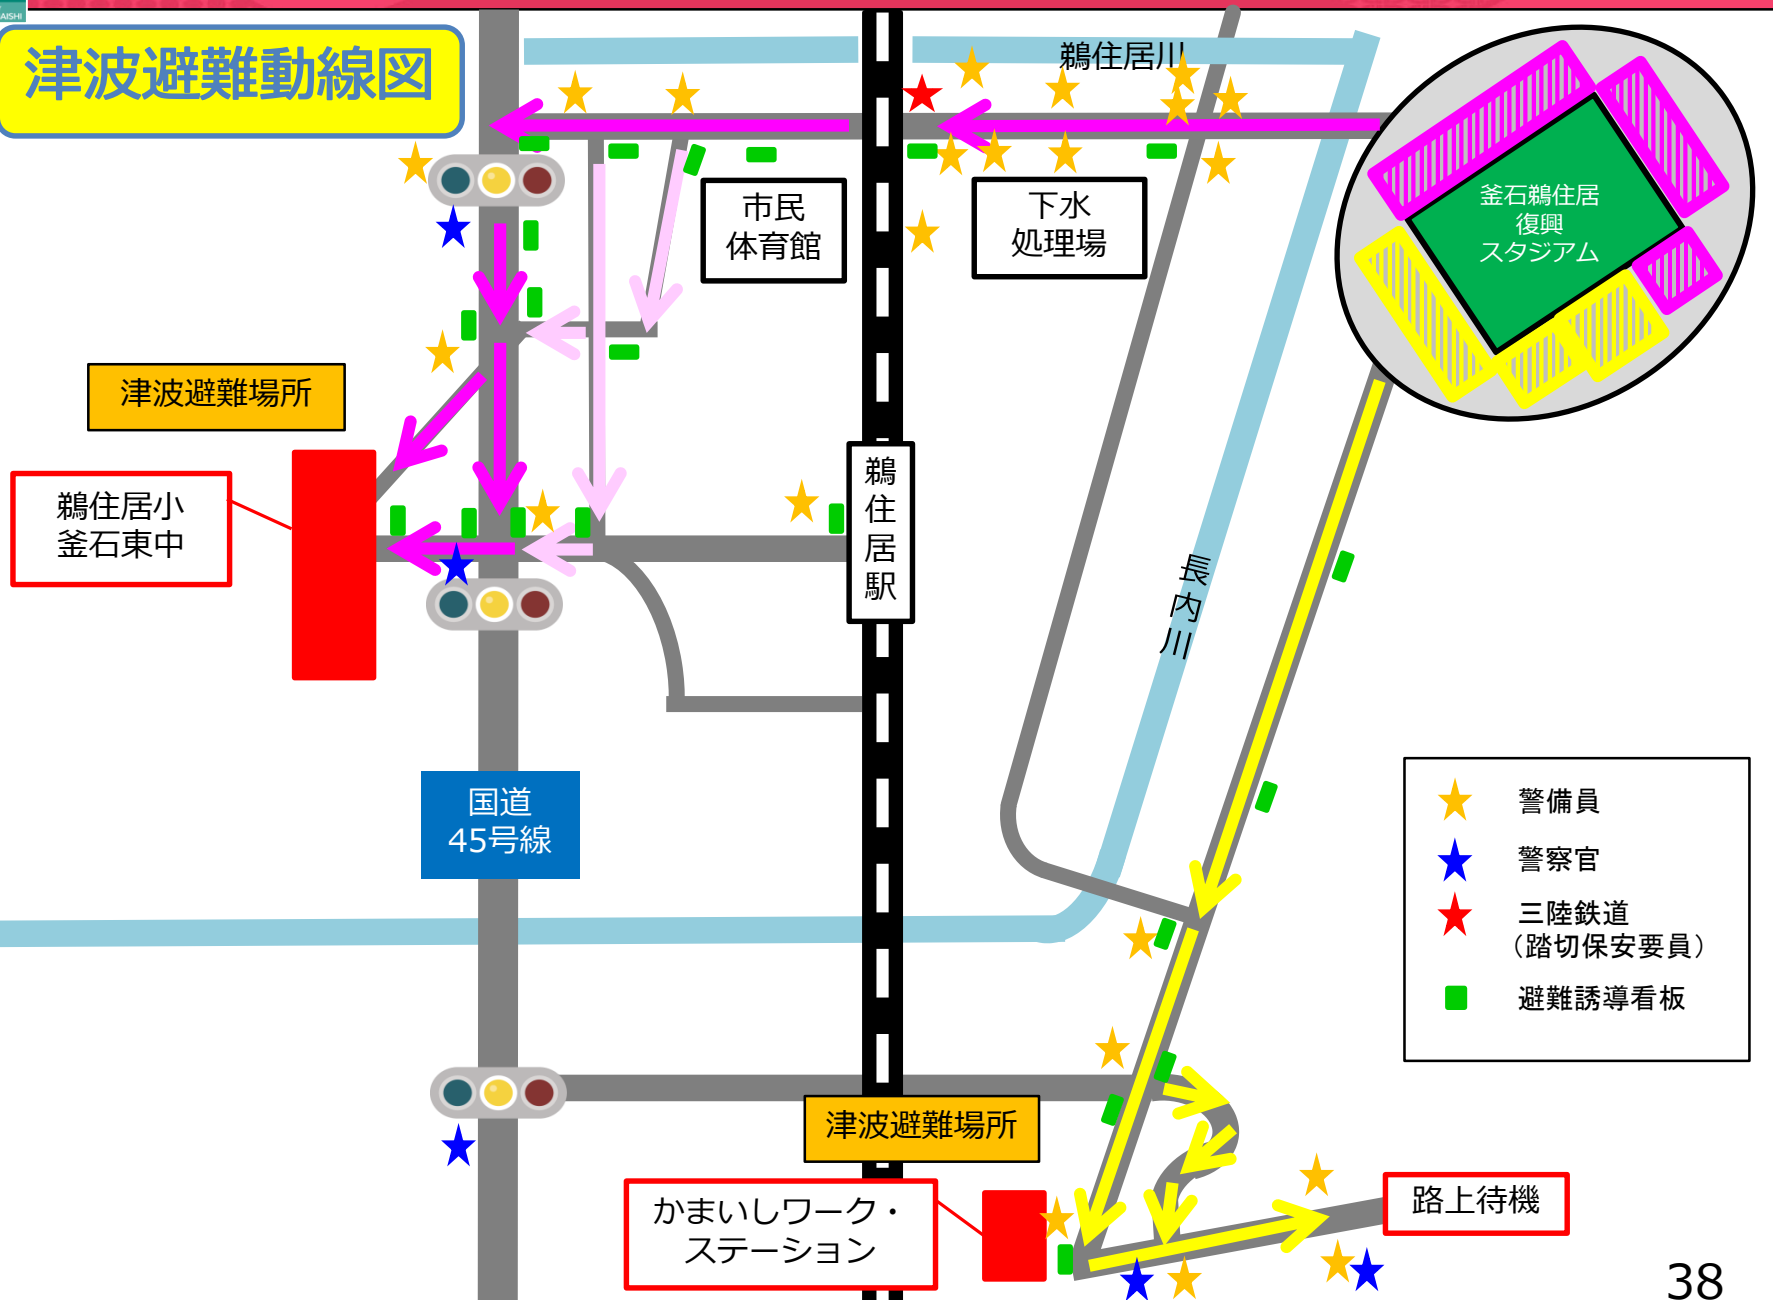 AISHI
津波避難動線図
鵜住居川
市民
体育館
下水
処理場
釜石鵜住居
復興
スタジアム
津波避難場所
鵜住居小
釜石東中
鵜住居駅
長内川
国道
45号線
警備員
警察官
三陸鉄道
（踏切保安要員）
避難誘導看板
津波避難場所
かまいしワーク・
ステーション
路上待機
38